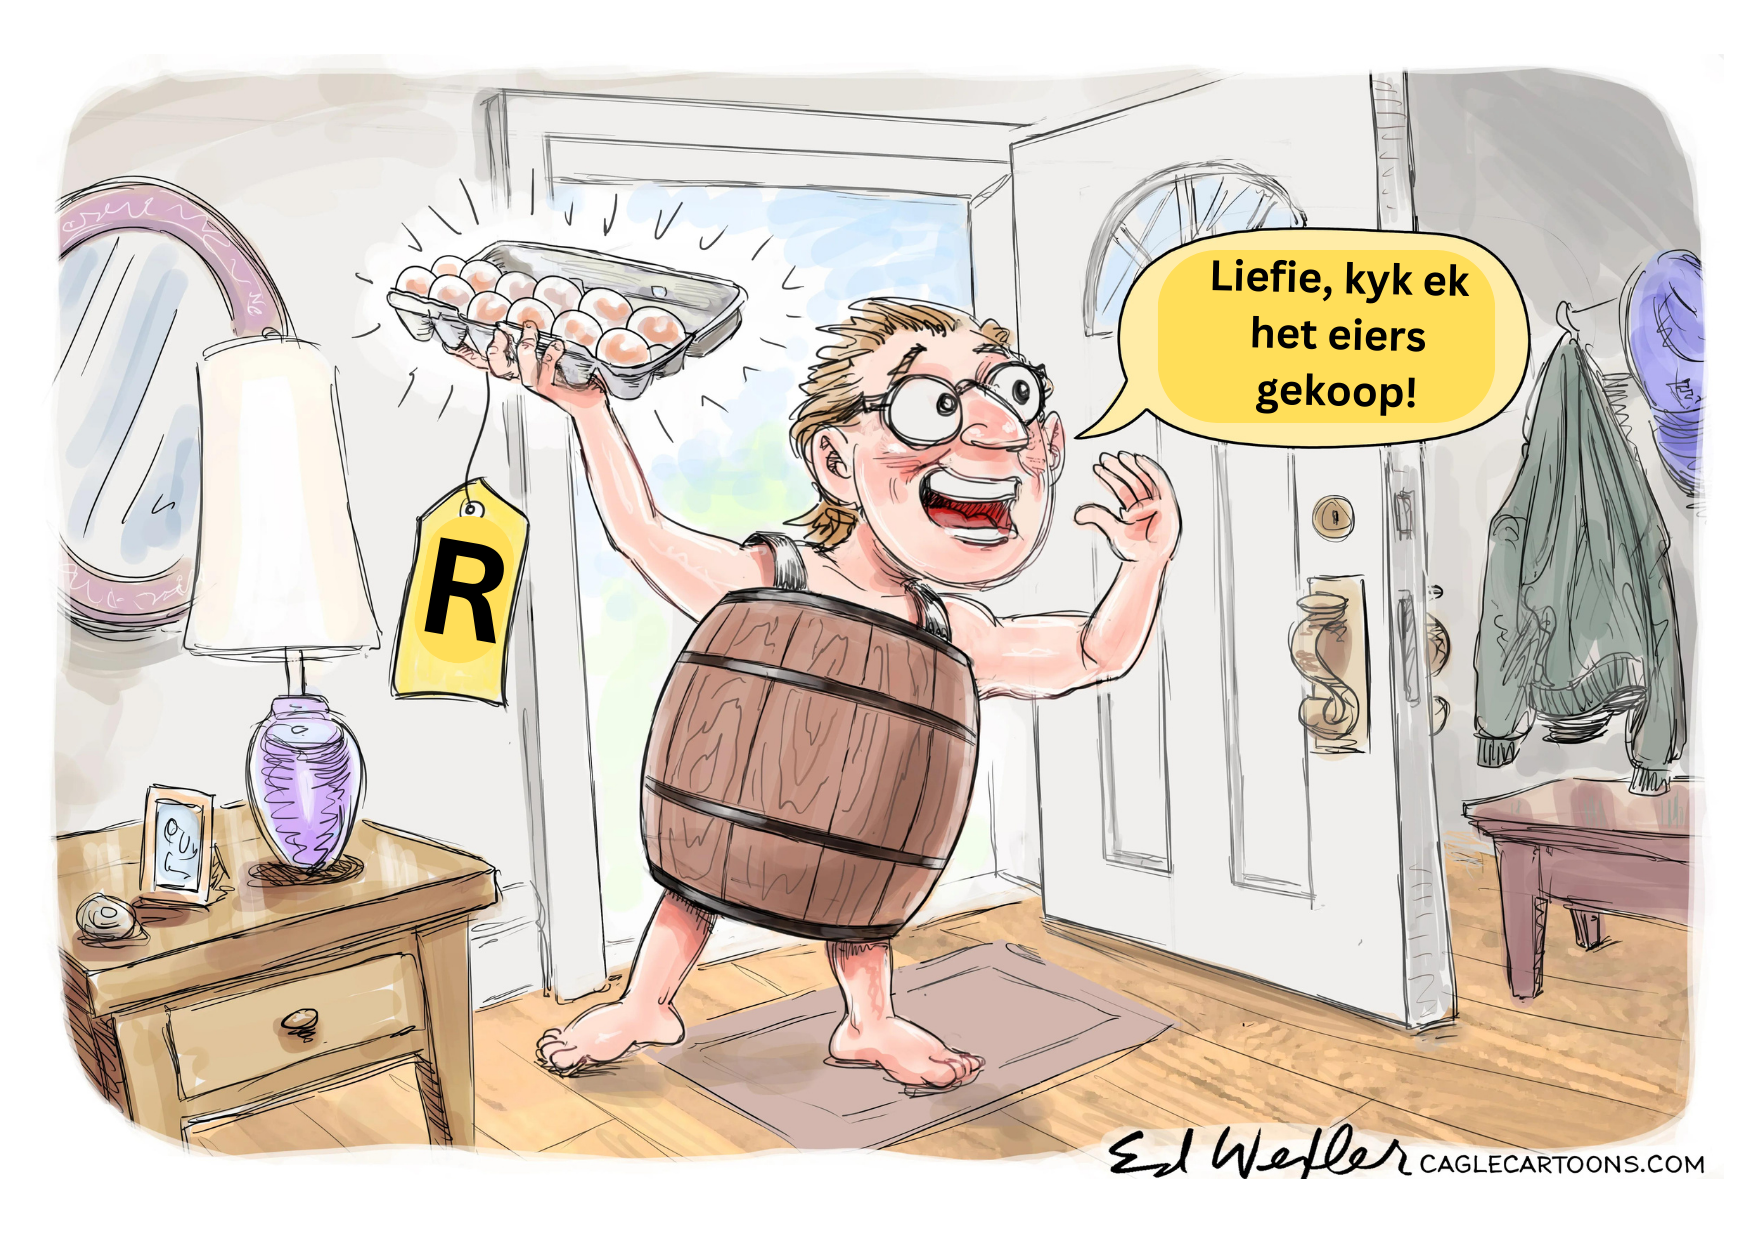 Liefie, kyk ek
het eiers
gekoop!
R
Ed Wexler CAGLECARTOONS.COM